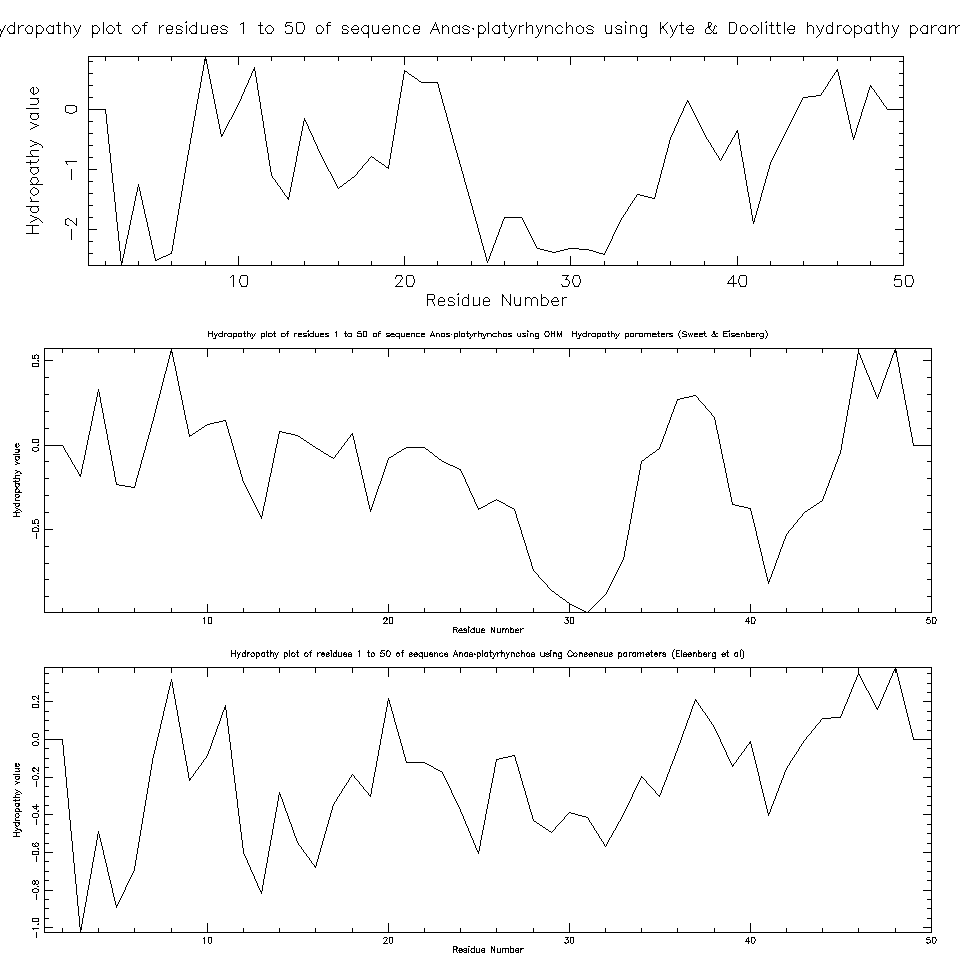 ydropathy plot of residues 1 to 50 of sequence Anas-platyrhynchos using Kyte & Doolittle hydropathy param
Hydropathy value
0
-1
-2
10 20 30 40 50
Residue Number
Hydropathy plot of residues 1 to 50 of sequence Anas-platyrhynchos using OHM Hydropathy parameters (Sweet & Eisenberg)
Hydropathy value
0.5
0.0
-0.5
10 20 30 40 50
Residue Number
Hydropathy plot of residues 1 to 50 of sequence Anas-platyrhynchos using Consensus parameters (Eisenberg et al)
Hydropathy value
0.2
0.0
-0.2
-0.4
-0.6
-0.8
-1.0
10 20 30 40 50
Residue Number